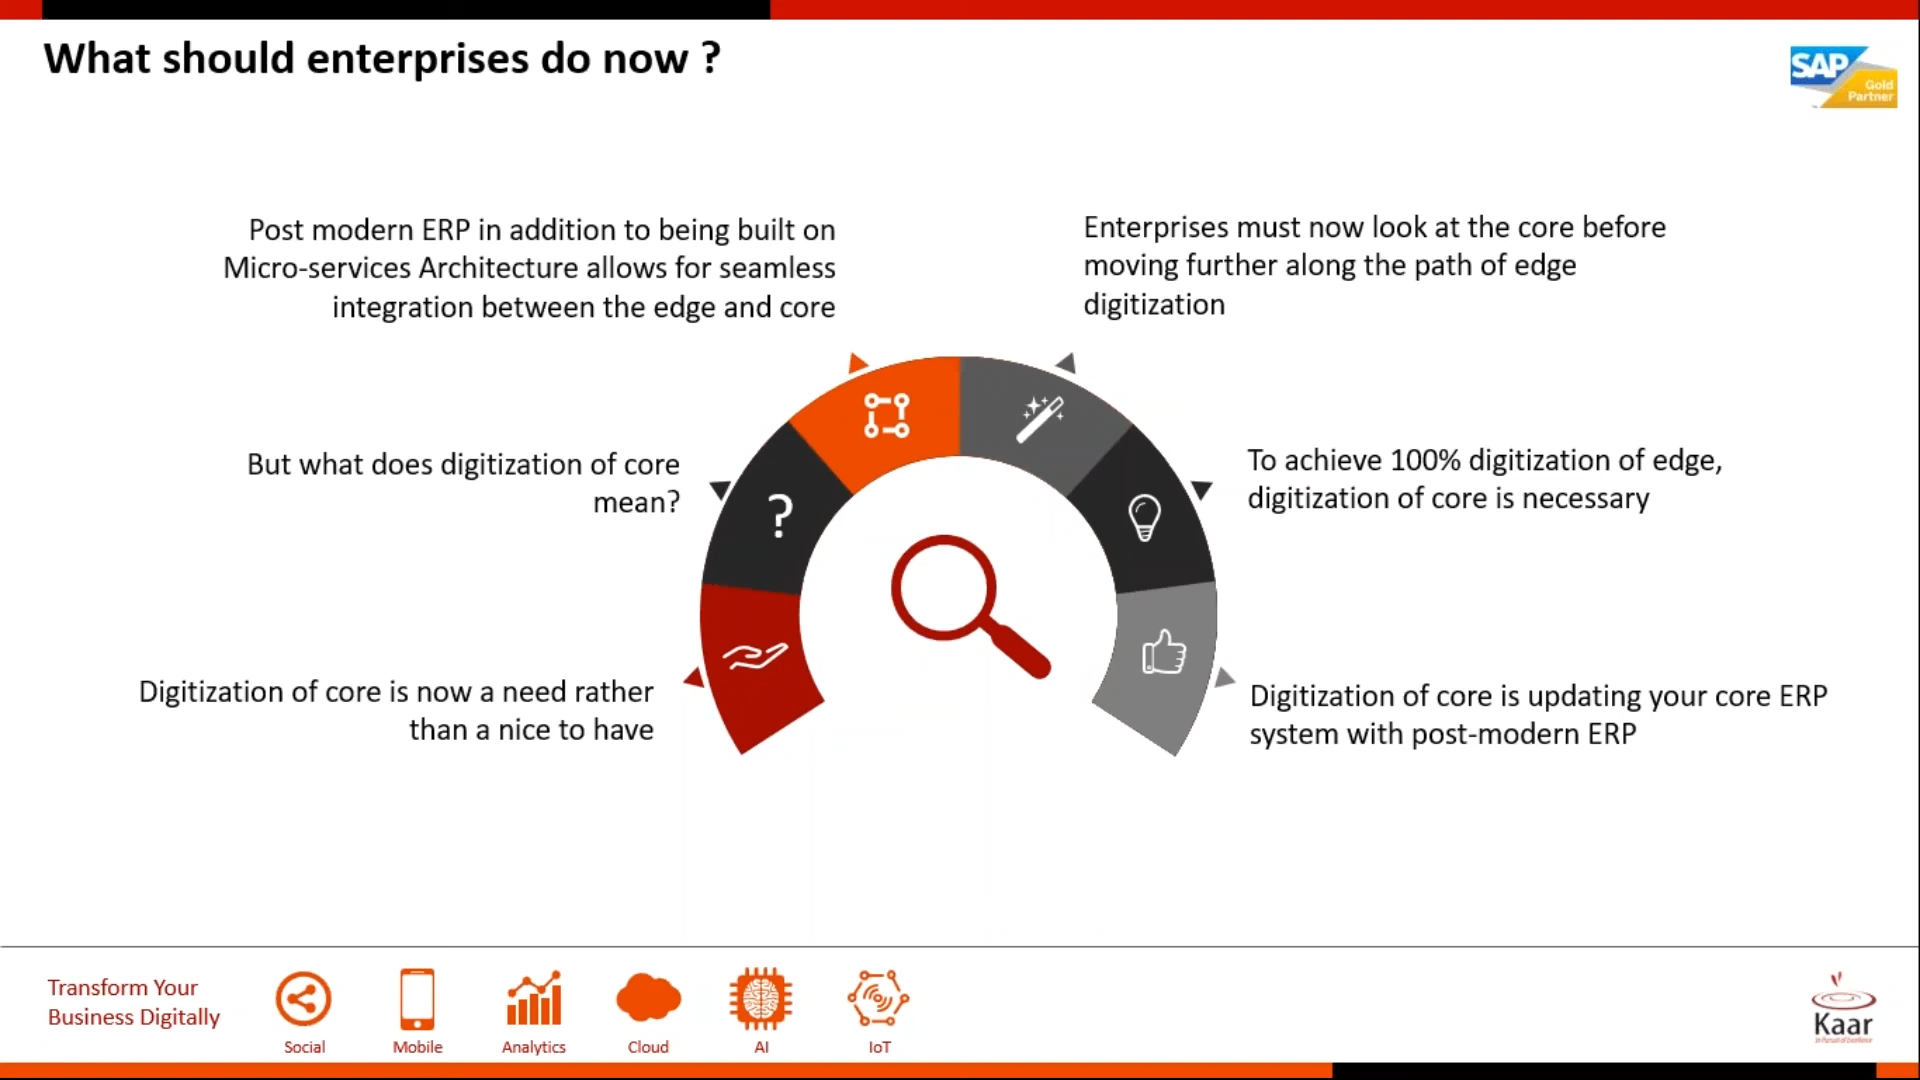 What should enterprises do now ?
SAP
Gold
Partner
Post modern ERP in addition to being built on
Micro-services Architecture allows for seamless
integration between the edge and core
Enterprises must now look at the core before
moving further along the path of edge
digitization
But what does digitization of core
mean?
To achieve 100% digitization of edge,
digitization of core is necessary
?
Digitization of core is now a need rather
than a nice to have
Digitization of core is updating your core ERP
system with post-modern ERP
Transform Your
Business Digitally
Social
Mobile
Analytics
Cloud
AI
IoT
Kaar
In Pursuit of Excellence